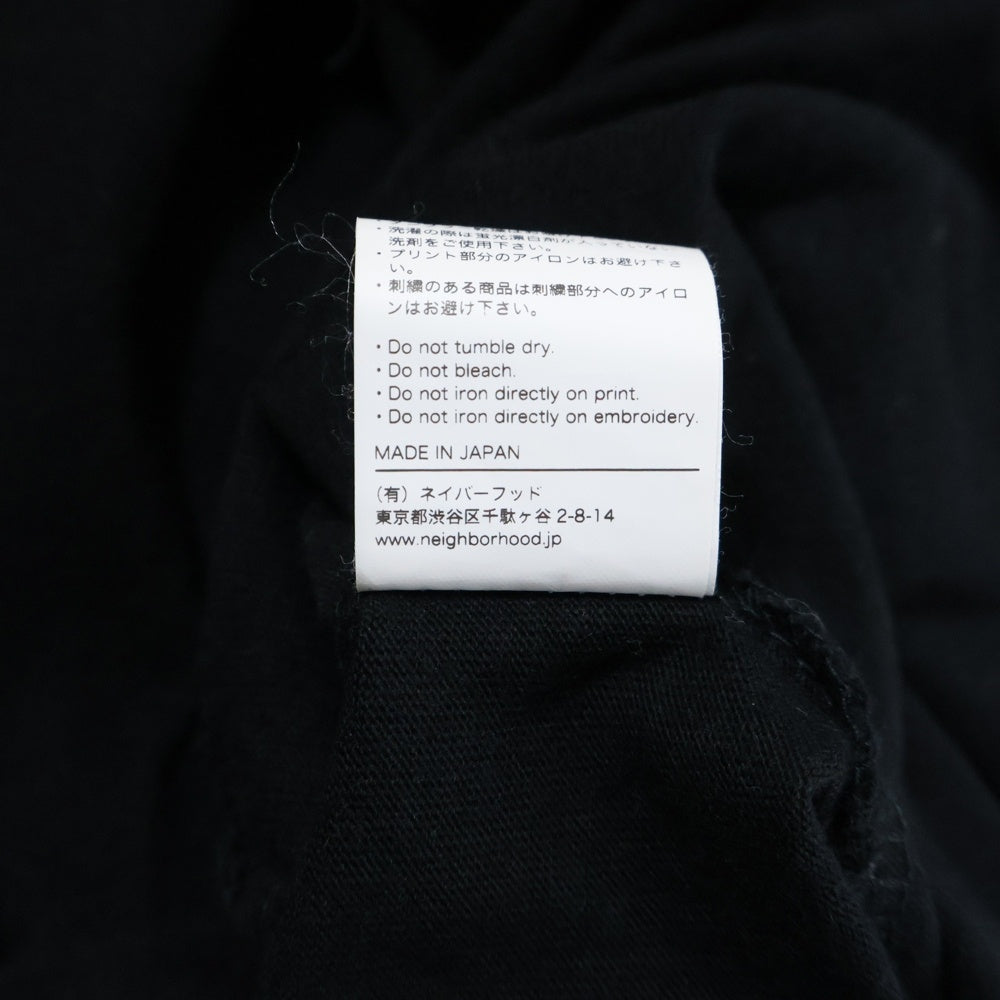 ・洗濯の際は蛍光漂白剤が入っていな
洗剤をご使用下さい。
・プリント部分のアイロンはお避け下さ
い。
・刺繍のある商品は刺繍部分へのアイロ
ンはお避け下さい。
・Do not tumble dry.
・Do not bleach.
・Do not iron directly on print.
・Do not iron directly on embroidery.
MADE IN JAPAN
（有）ネイバーフッド
東京都渋谷区千駄ヶ谷 2-8-14
www.neighborhood.jp